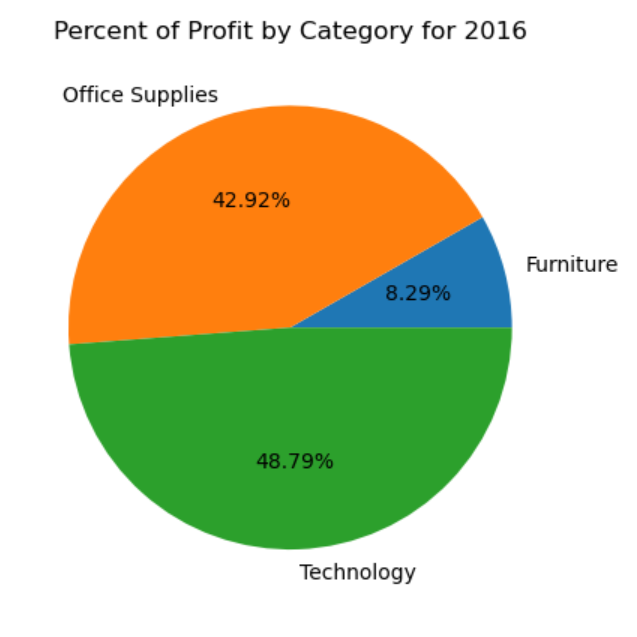 Percent of Profit by Category for 2016
Office Supplies
42.92%
Furniture
8.29%
48.79%
Technology